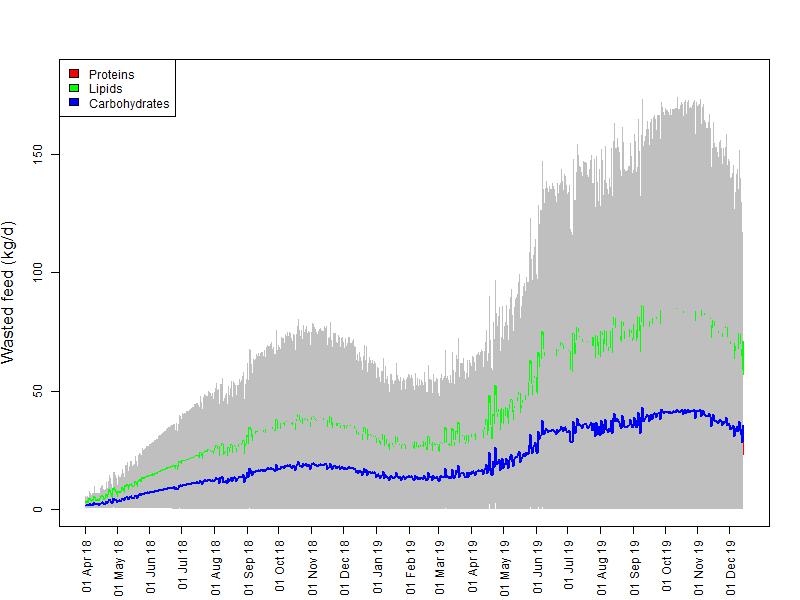 Proteins
Lipids
Carbohydrates
Wasted feed (kg/d)
150
100
50
0
01 Apr 18
01 May 18
01 Jun 18
01 Jul 18
01 Aug 18
01 Sep 18
01 Oct 18
01 Nov 18
01 Dec 18
01 Jan 19
01 Feb 19
01 Mar 19
01 Apr 19
01 May 19
01 Jun 19
01 Jul 19
01 Aug 19
01 Sep 19
01 Oct 19
01 Nov 19
01 Dec 19